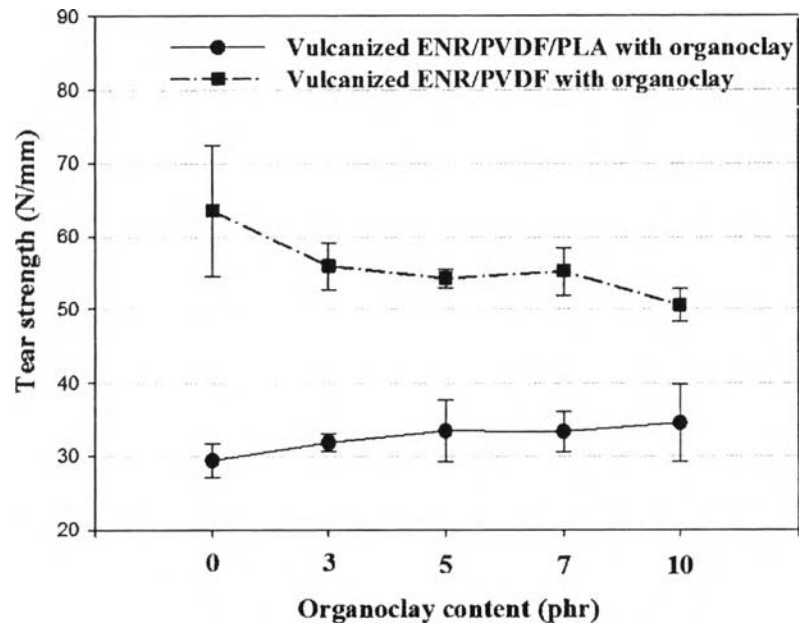 90
80
70
60
50
40
30
20
Tear strength (N/mm)
Vulcanized ENR/PVDF/PLA with organoclay
Vulcanized ENR/PVDF with organoclay
0 3 5 7 10
Organoclay content (phr)